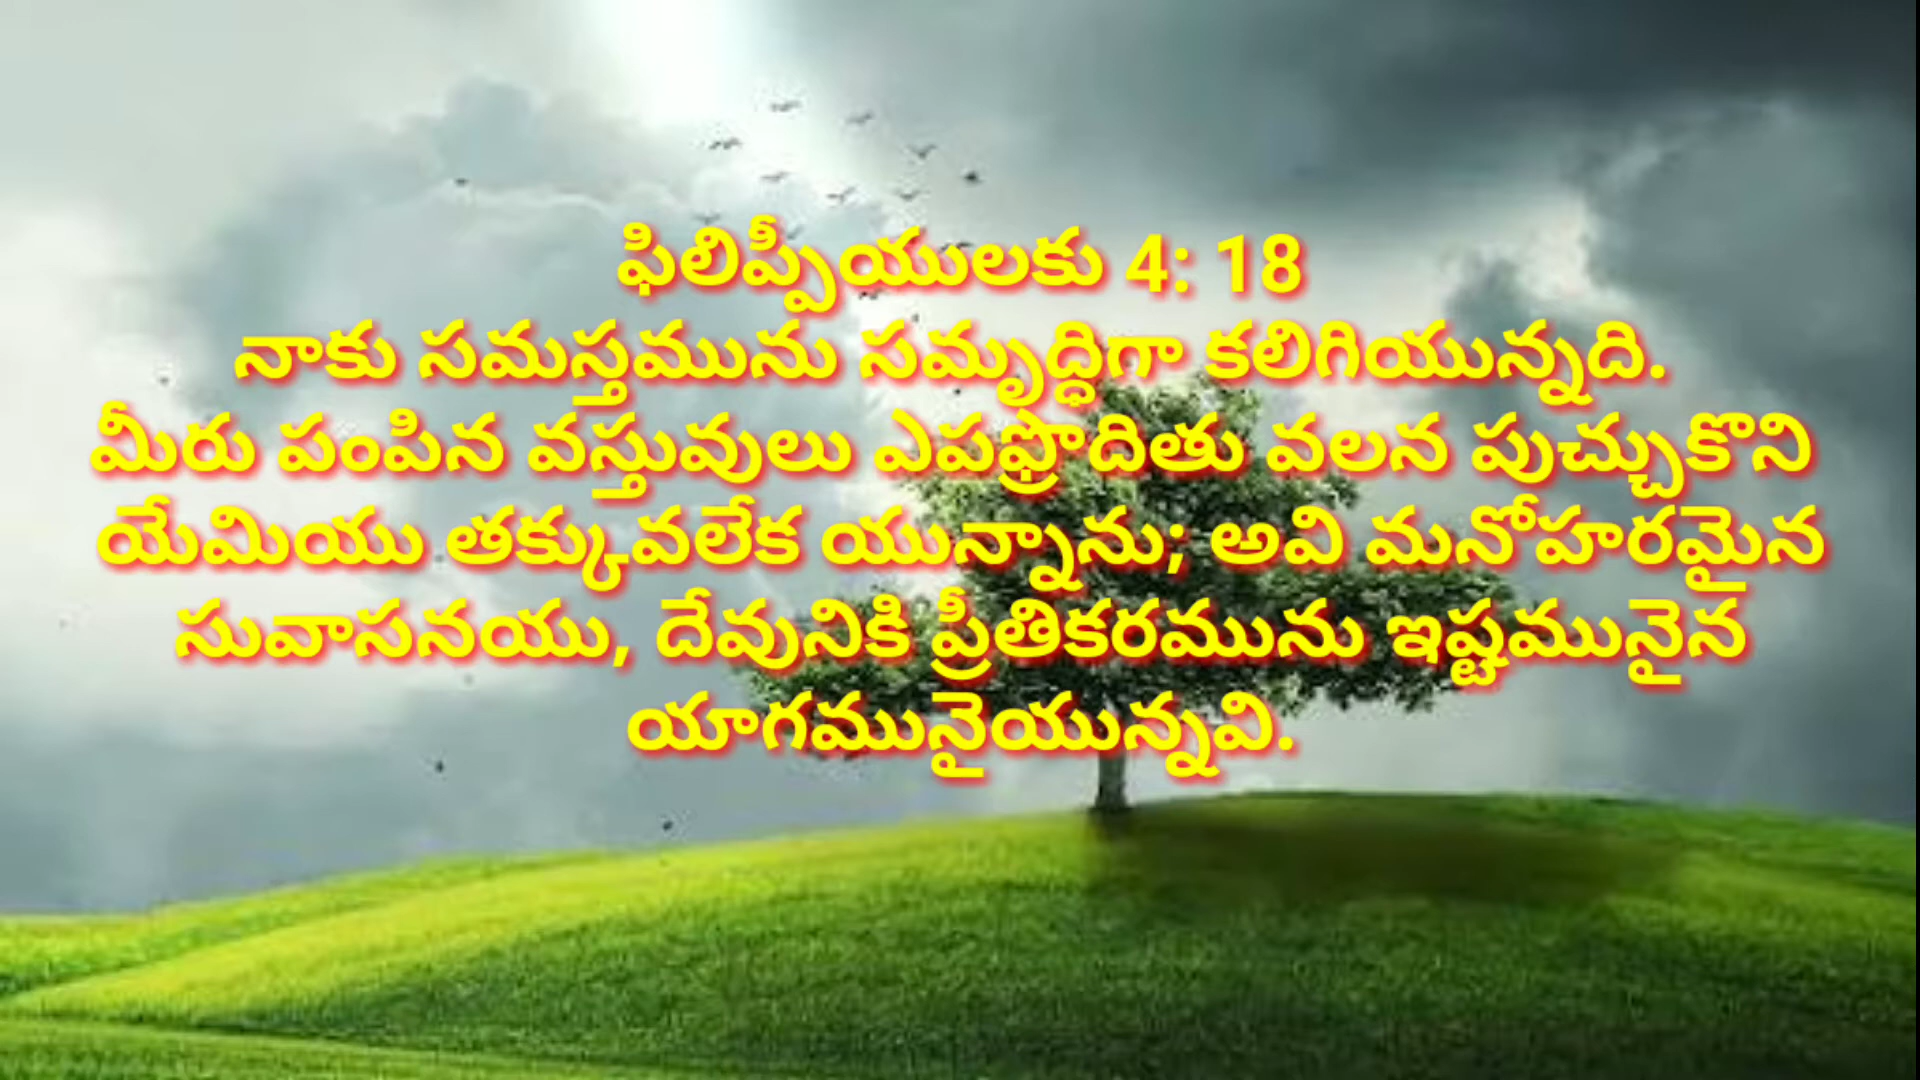 ఫిలిప్పీయులకు 4: 18
నాకు సమస్తమును సమృద్ధిగా కలిగియున్నది.
మీరు పంపిన వస్తువులు ఎపఫ్రొదితు వలన పుచ్చుకొని
యేమియు తక్కువలేక యున్నాను; అవి మనోహరమైన
సువాసనయు, దేవునికి ప్రీతికరమును ఇష్టమునైన
యాగమునైయున్నవి.